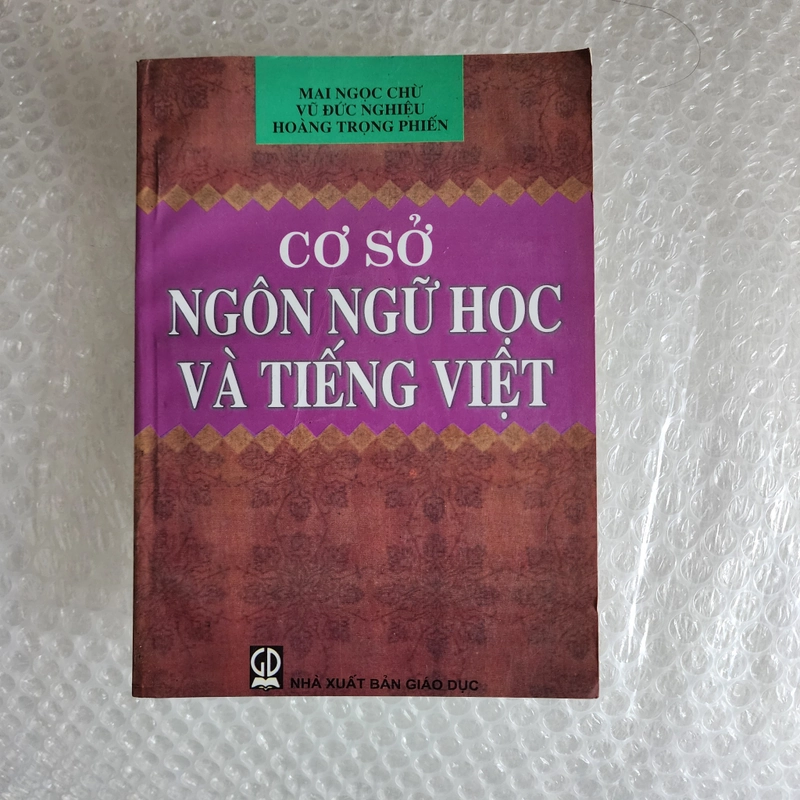 MAI NGỌC CHỪ
VŨ ĐỨC NGHIỆU
HOÀNG TRỌNG PHIẾN
CƠ SỞ
NGÔN NGỮ HỌC
VÀ TIẾNG VIỆT
GD
NHÀ XUẤT BẢN GIÁO DỤC